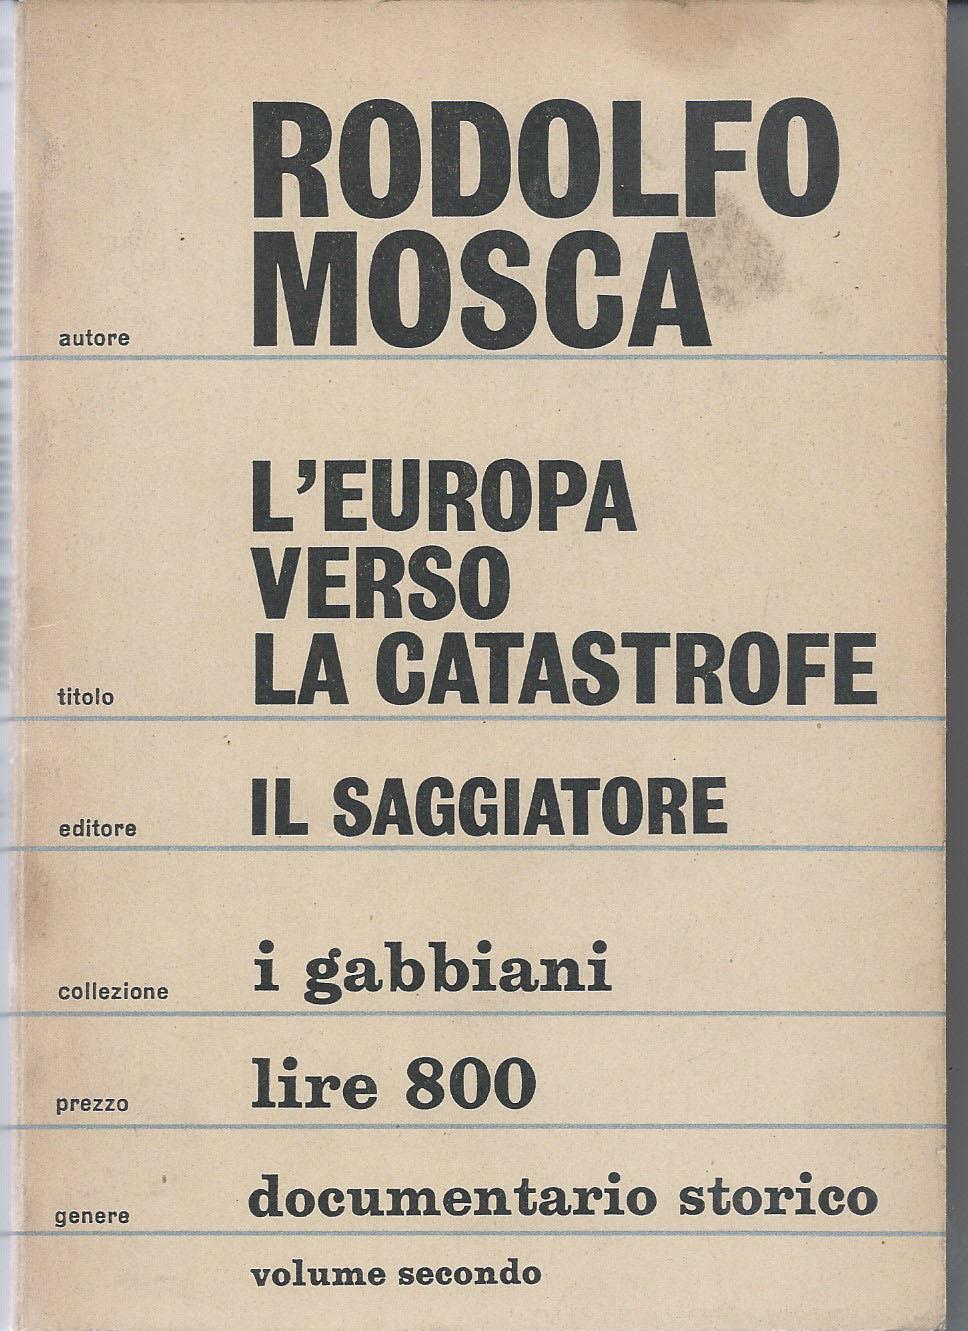 RODOLFO
MOSCA
autore
L'EUROPA
VERSO
LA CATASTROFE
titolo
IL SAGGIATORE
editore
i gabbiani
collezione
lire 800
prezzo
documentario storico
genere
volume secondo